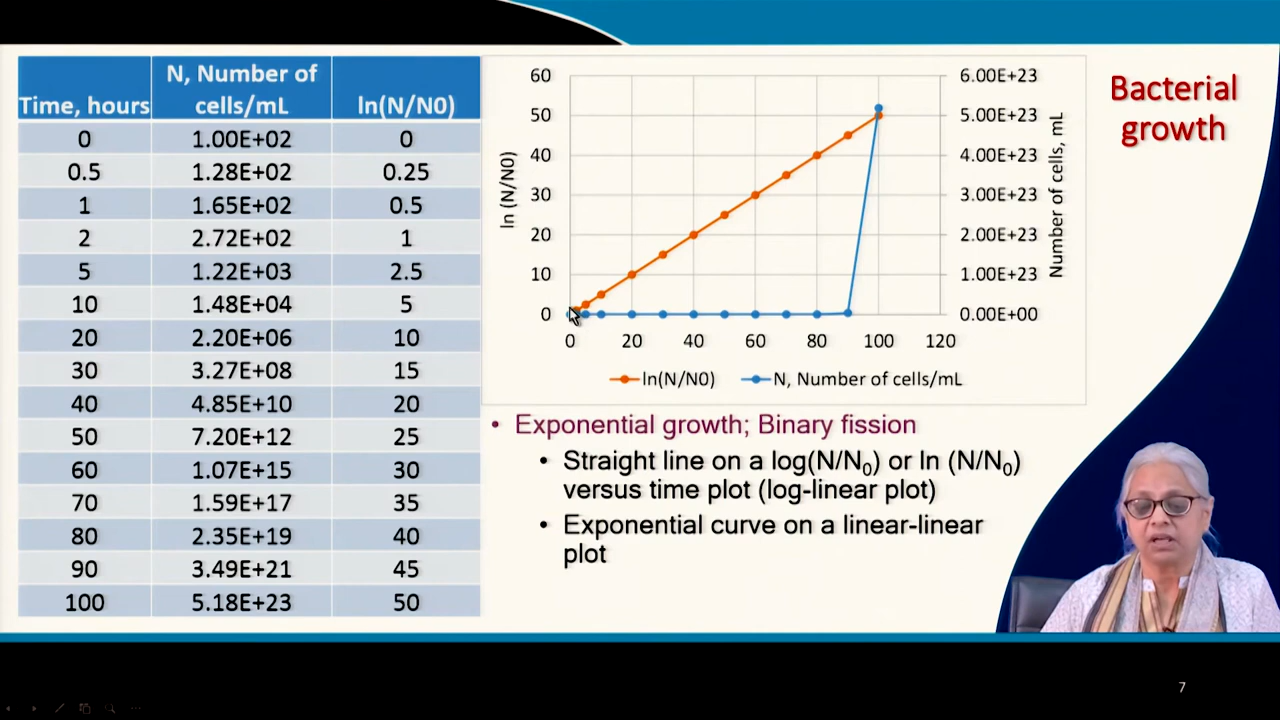 Time, hours N, Number of cells/mL ln(N/N0)
0 1.00E+02 0
0.5 1.28E+02 0.25
1 1.65E+02 0.5
2 2.72E+02 1
5 1.22E+03 2.5
10 1.48E+04 5
20 2.20E+06 10
30 3.27E+08 15
40 4.85E+10 20
50 7.20E+12 25
60 1.07E+15 30
70 1.59E+17 35
80 2.35E+19 40
90 3.49E+21 45
100 5.18E+23 50
60 6.00E+23
50 5.00E+23
40 4.00E+23
30 3.00E+23
20 2.00E+23
10 1.00E+23
0 0.00E+00
ln (N/N0)
Number of cells, mL
0 20 40 60 80 100 120
ln(N/N0) N, Number of cells/mL
Bacterial
growth
• Exponential growth; Binary fission
• Straight line on a log(N/N₀) or ln (N/N₀)
versus time plot (log-linear plot)
• Exponential curve on a linear-linear
plot
7